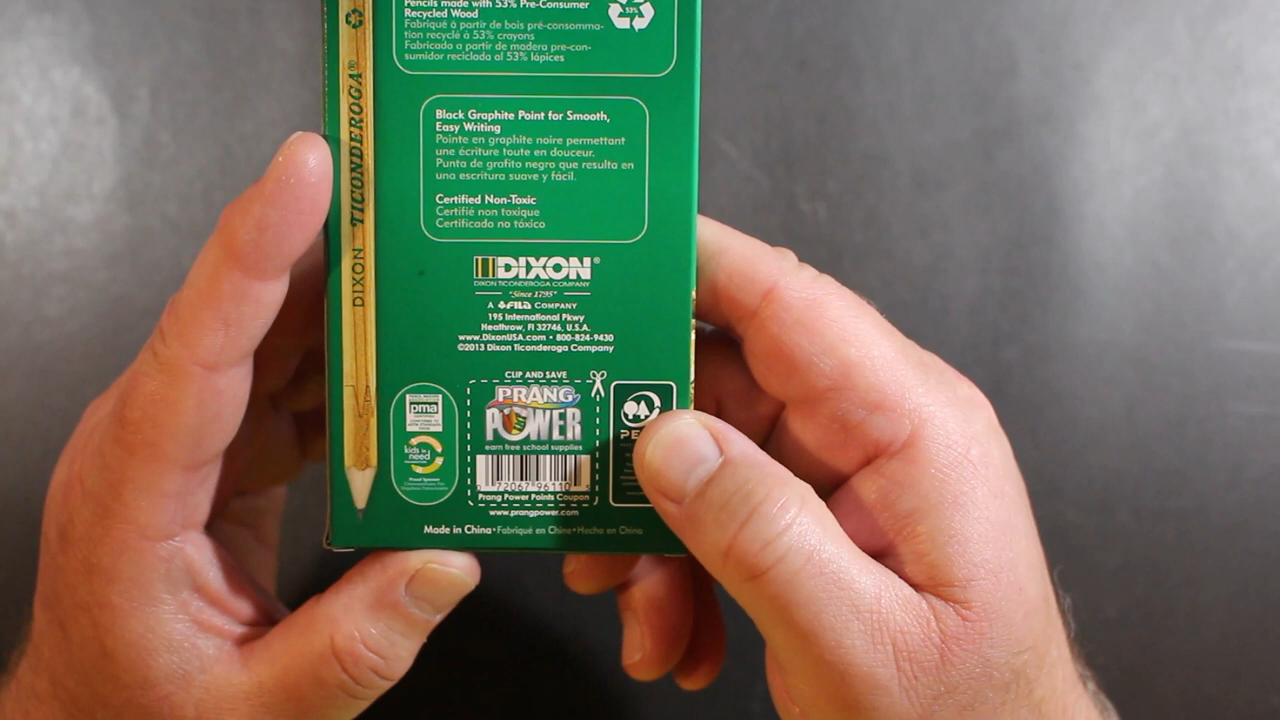 Pencils made with 53% Pre-Consumer
Recycled Wood
Fabriqué à partir de bois pré-consomma-
tion recyclé à 53% crayons
Fabricado a partir de madera pre-con-
sumidor reciclada al 53% lápices
53%
DIXON TICONDEROGA®
Black Graphite Point for Smooth,
Easy Writing
Pointe en graphite noire permettant
une écriture toute en douceur.
Punta de grafito negro que resulta en
una escritura suave y fácil.
Certified Non-Toxic
Certifié non toxique
Certificado no tóxico
DIXON®
DIXON TICONDEROGA COMPANY
"Since 1795"
A FILA COMPANY
195 International Pkwy
Heathrow, Fl 32746, U.S.A.
www.DixonUSA.com • 800-824-9430
©2013 Dixon Ticonderoga Company
CLIP AND SAVE
PRANG
POWER
earn free school supplies
72067 96110
Prang Power Points Coupon
www.prangpower.com
pma
kids in
need
Proud Sponsor
PE
Made in China•Fabriqué en Chine•Hecho en China